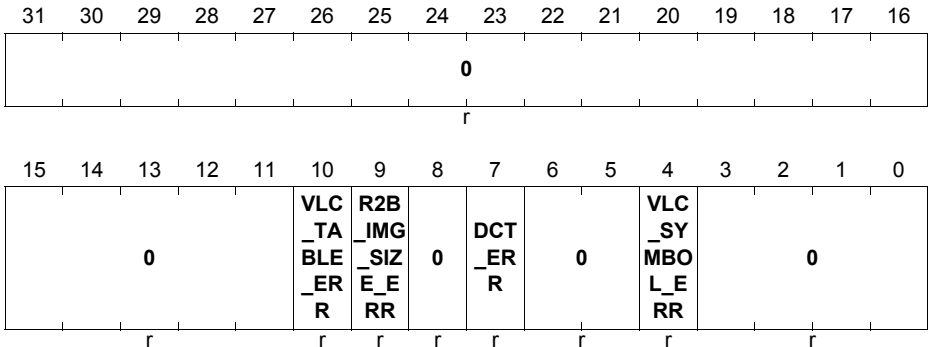 31 30 29 28 27 26 25 24 23 22 21 20 19 18 17 16
0
r
15 14 13 12 11 10 9 8 7 6 5 4 3 2 1 0
VLC R2B VLC
_TA _IMG DCT _SY
0 BLE _SIZ 0 _ER 0 MBO 0
_ER E_E R L_E
R RR RR
r r r r r r r r